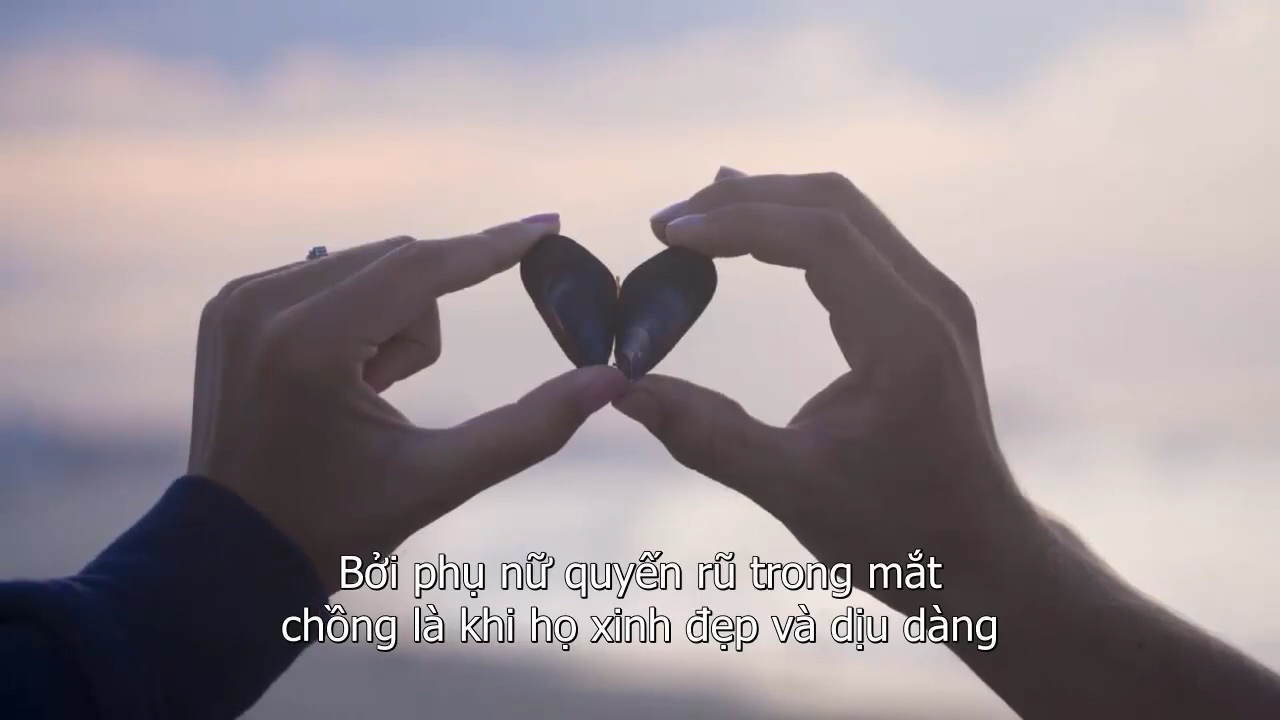 Bởi phụ nữ quyến rũ trong mắt
chồng là khi họ xinh đẹp và dịu dàng